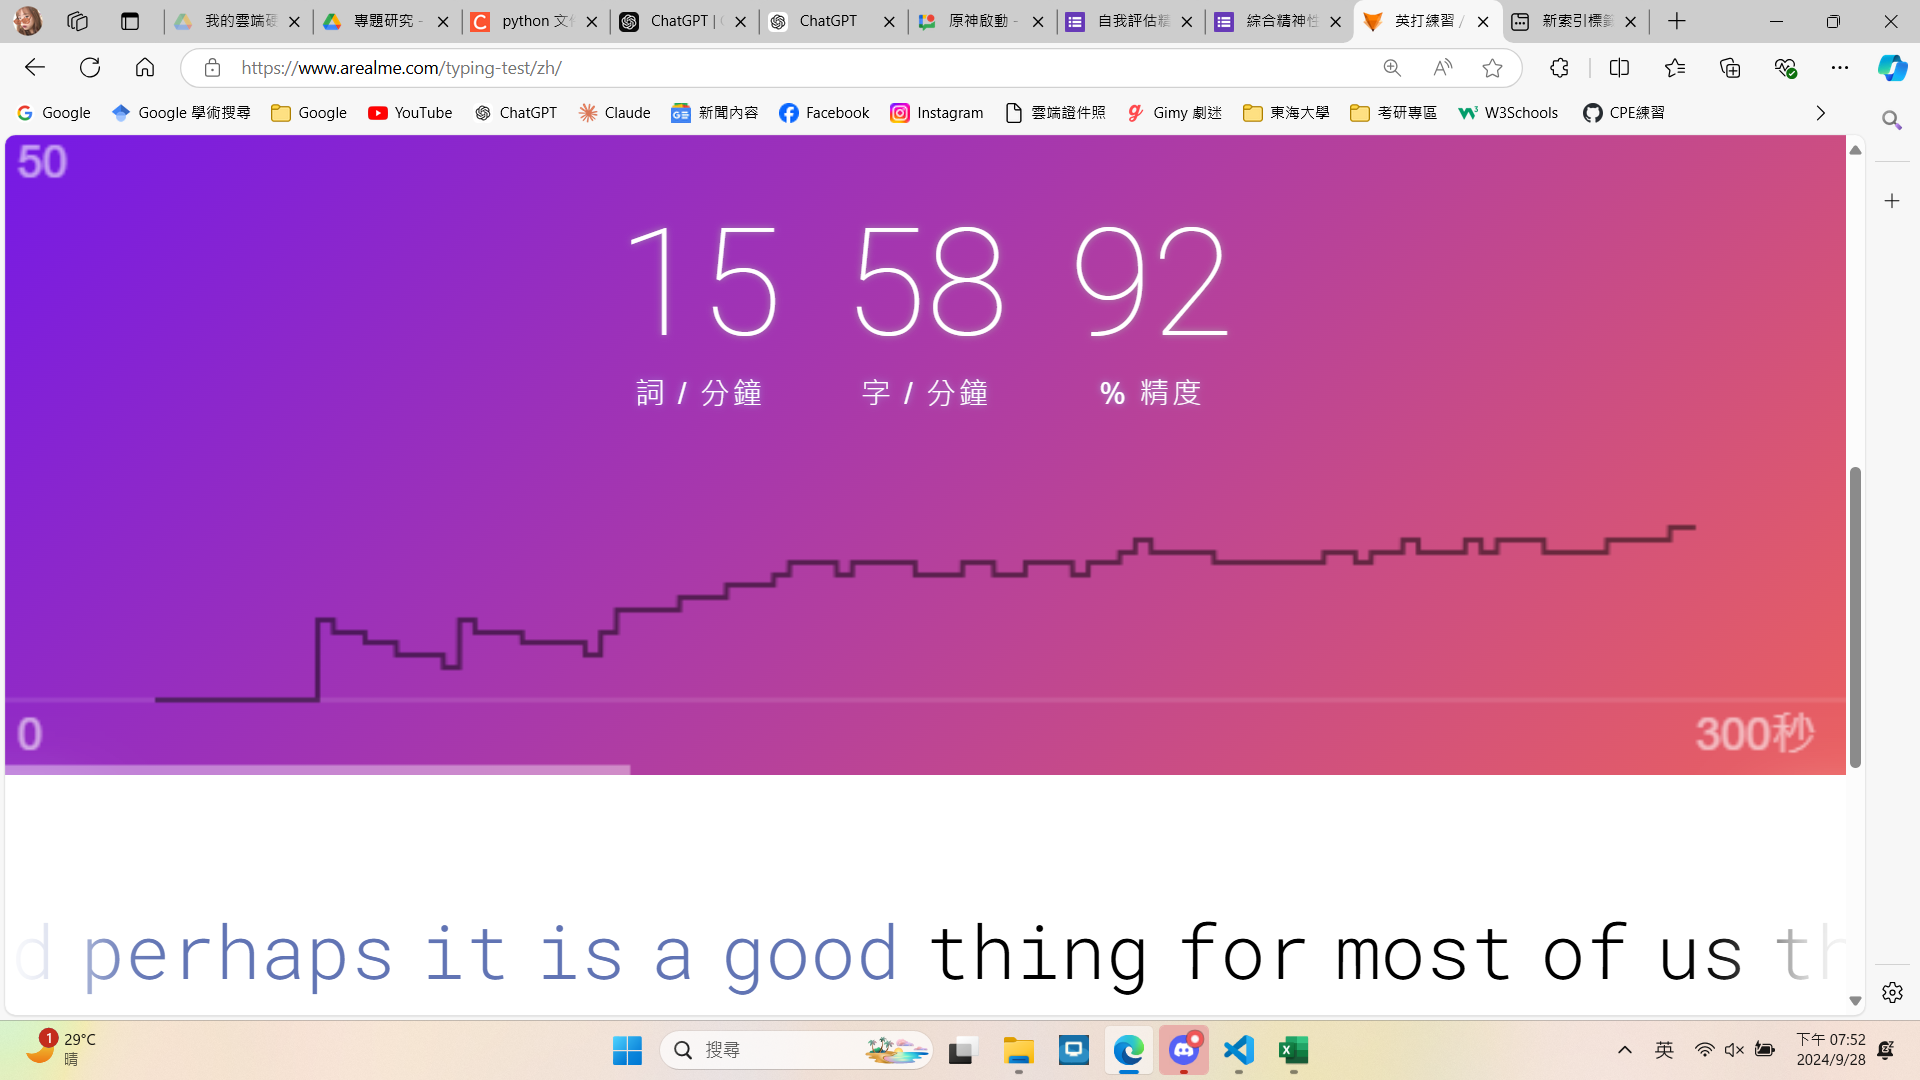 我的雲端硬
專題研究 -
python 文件
ChatGPT | (
ChatGPT
原神啟動 -
自我評估精
綜合精神性
英打練習 /
新索引標籤
https://www.arealme.com/typing-test/zh/
Google
Google 學術搜尋
Google
YouTube
ChatGPT
Claude
新聞內容
Facebook
Instagram
雲端證件照
Gimy 劇迷
東海大學
考研專區
W3Schools
CPE練習
50
15 58 92
詞 / 分鐘 字 / 分鐘 % 精度
0 300秒
d perhaps it is a good thing for most of us th
1
29°C
晴
搜尋
英
下午 07:52
2024/9/28